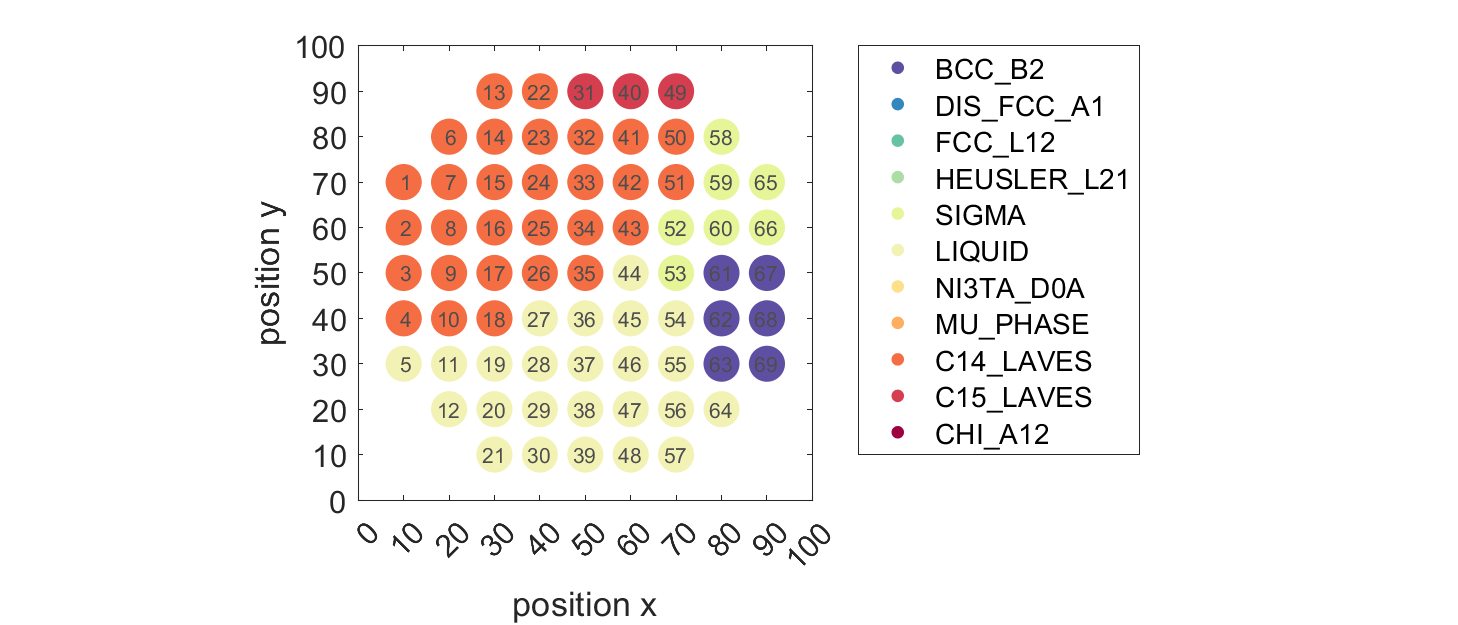 100
90
80
70
60
50
40
30
20
10
0
position y
13 22 31 40 49
6 14 23 32 41 50 58
1 7 15 24 33 42 51 59 65
2 8 16 25 34 43 52 60 66
3 9 17 26 35 44 53 61 67
4 10 18 27 36 45 54 62 68
5 11 19 28 37 46 55 63 69
12 20 29 38 47 56 64
21 30 39 48 57
0 10 20 30 40 50 60 70 80 90 100
position x
BCC_B2
DIS_FCC_A1
FCC_L12
HEUSLER_L21
SIGMA
LIQUID
NI3TA_D0A
MU_PHASE
C14_LAVES
C15_LAVES
CHI_A12